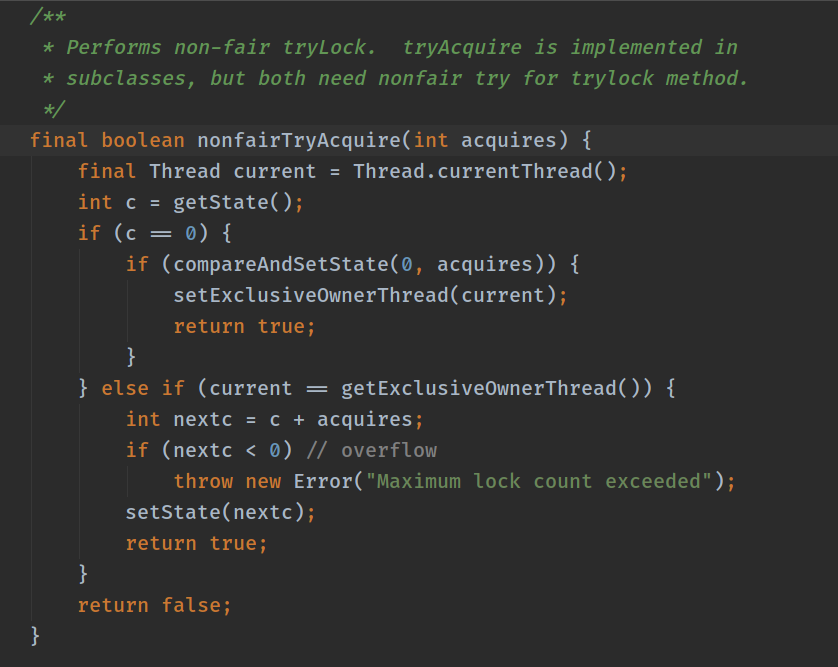 /**
 * Performs non-fair tryLock.  tryAcquire is implemented in
 * subclasses, but both need nonfair try for trylock method.
 */
final boolean nonfairTryAcquire(int acquires) {
    final Thread current = Thread.currentThread();
    int c = getState();
    if (c == 0) {
        if (compareAndSetState(0, acquires)) {
            setExclusiveOwnerThread(current);
            return true;
        }
    } else if (current == getExclusiveOwnerThread()) {
        int nextc = c + acquires;
        if (nextc < 0) // overflow
            throw new Error("Maximum lock count exceeded");
        setState(nextc);
        return true;
    }
    return false;
}